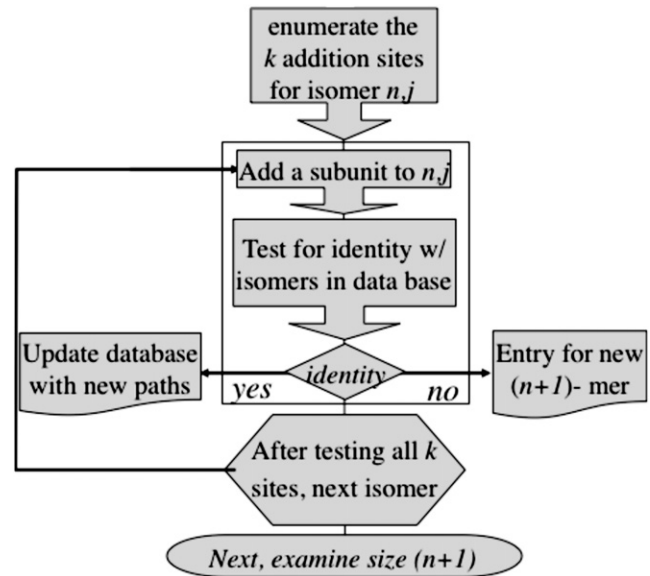 enumerate the
k addition sites
for isomer n,j
Add a subunit to n,j
Test for identity w/
isomers in data base
Update database
with new paths
identity
yes
no
Entry for new
(n+1)- mer
After testing all k
sites, next isomer
Next, examine size (n+1)